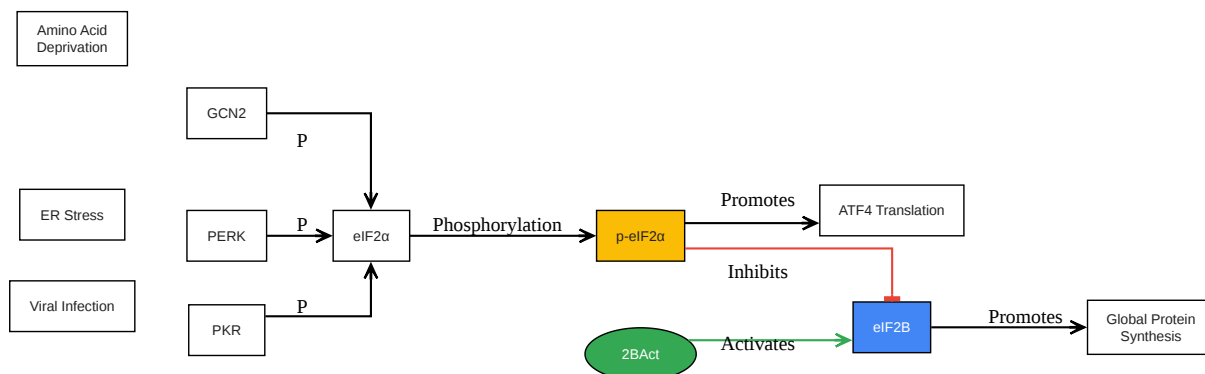 Amino Acid
Deprivation
GCN2
P
ER Stress
PERK
P
eIF2α
Phosphorylation
p-eIF2α
Promotes
ATF4 Translation
Inhibits
Viral Infection
PKR
P
2BAct
Activates
eIF2B
Promotes
Global Protein
Synthesis